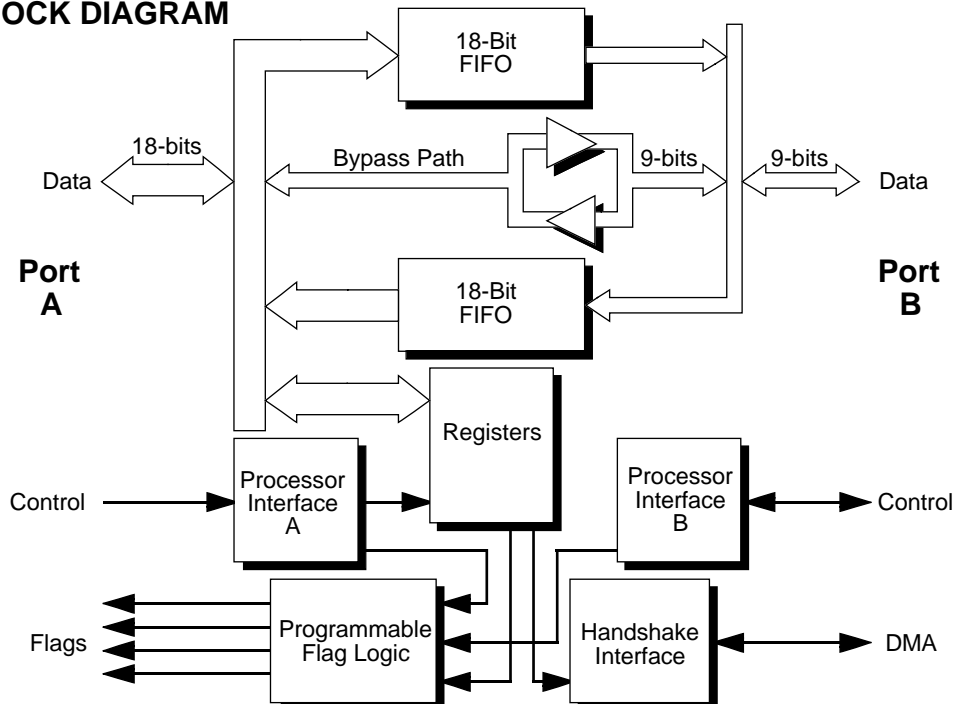 OCK DIAGRAM
18-Bit
FIFO
18-bits
Bypass Path
9-bits
9-bits
Data
Data
Port
A
Port
B
18-Bit
FIFO
Registers
Processor
Interface
A
Processor
Interface
B
Control
Control
Flags
Programmable
Flag Logic
Handshake
Interface
DMA